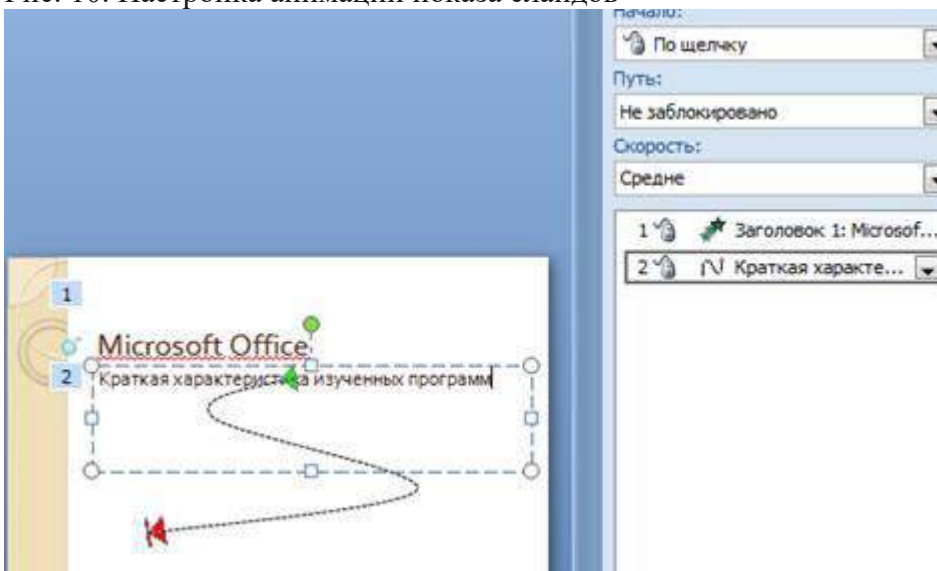 Рис. 10. Настройка анимации показа слайдов
Начало:
По щелчку
Путь:
Не заблокировано
Скорость:
Средне
1 Заголовок 1: Microsof...
2 Краткая характе...
1
Microsoft Office
2
Краткая характеристика изученных программ